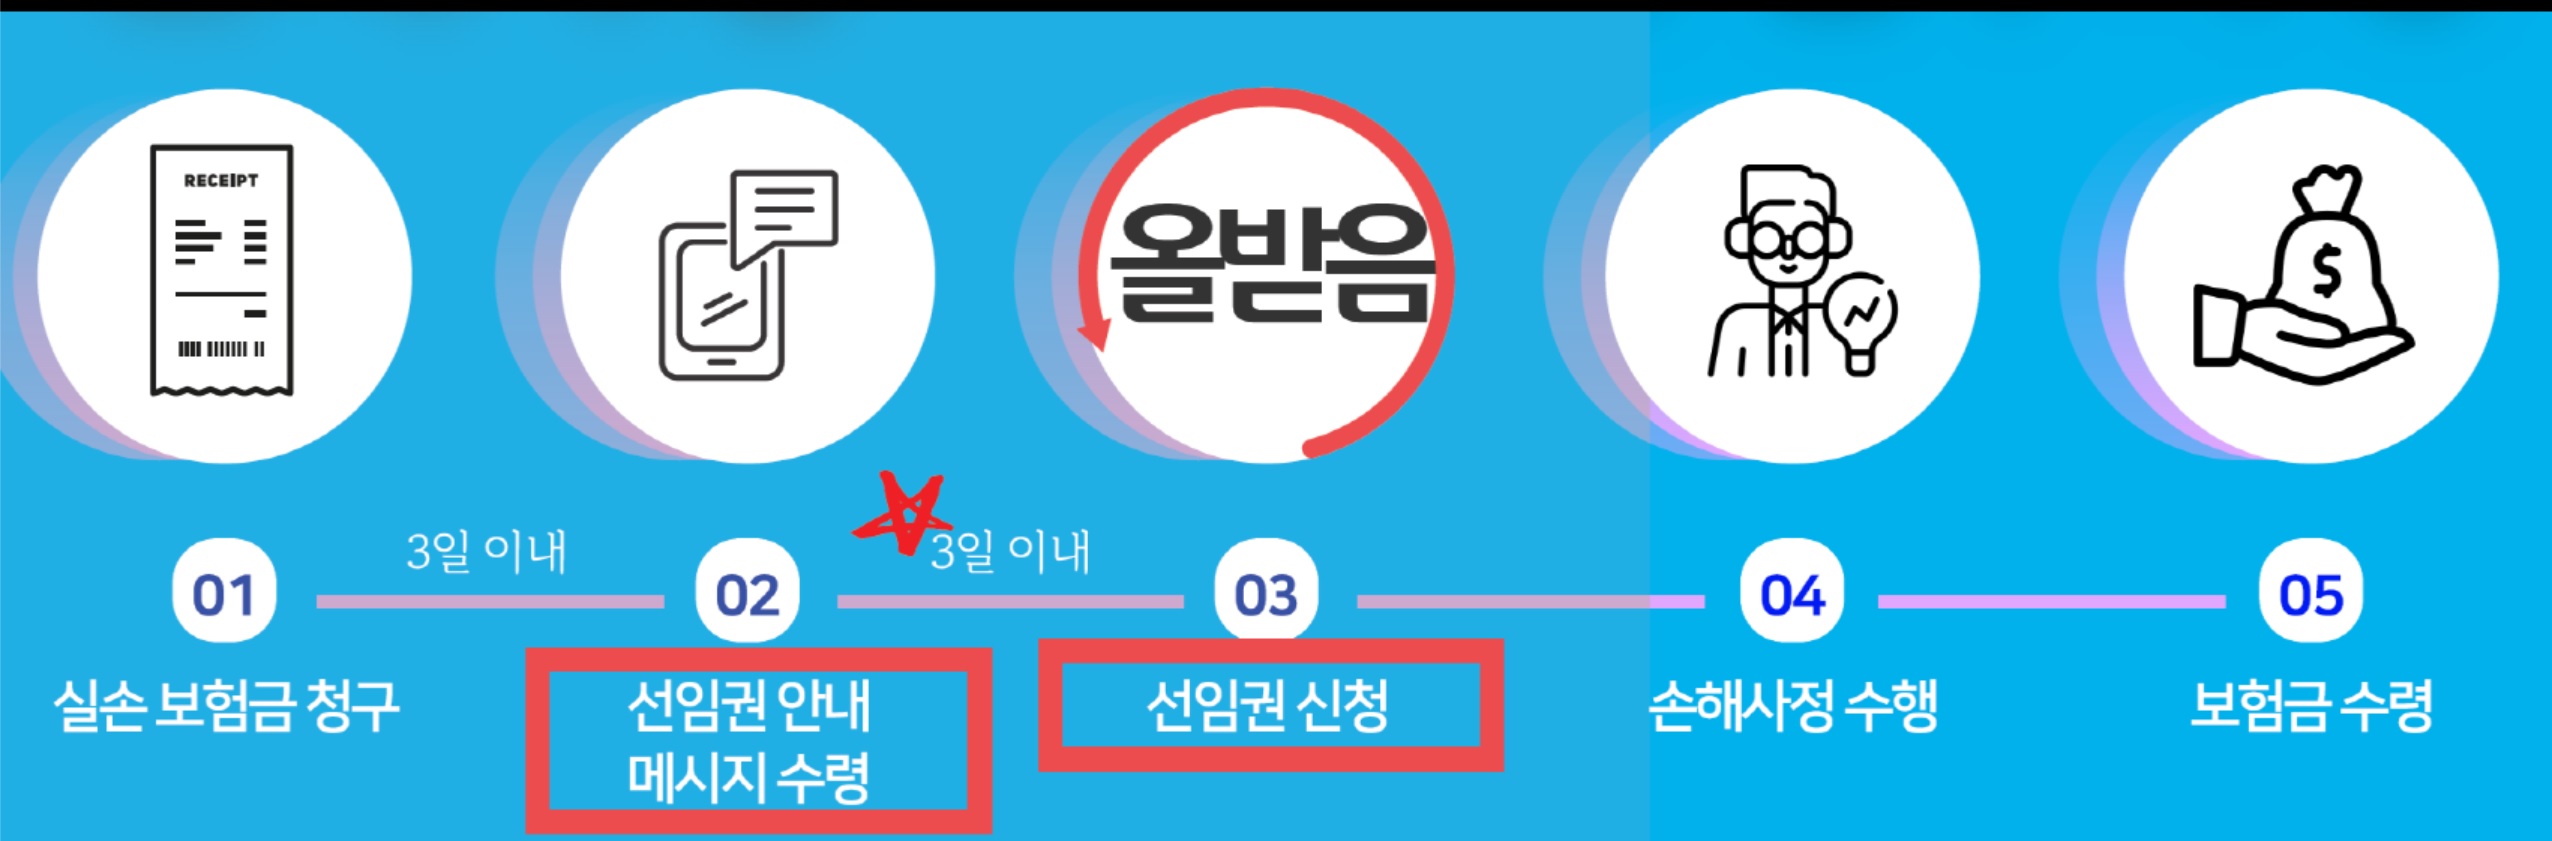 RECEIPT
올받음
3일 이내
3일 이내
01
02
03
04
05
실손 보험금 청구
선임권 안내
메시지 수령
선임권 신청
손해사정 수행
보험금 수령
$